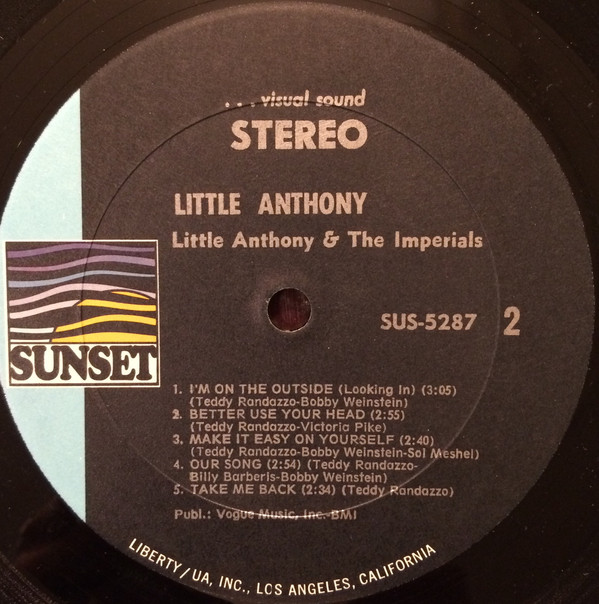 . . . visual sound
STEREO
LITTLE ANTHONY
Little Anthony & The Imperials
SUS-5287 2
SUNSET
1. I'M ON THE OUTSIDE (Looking In) (3:05)
(Teddy Randazzo-Bobby Weinstein)
2. BETTER USE YOUR HEAD (2:55)
(Teddy Randazzo-Victoria Pike)
3. MAKE IT EASY ON YOURSELF (2:40)
(Teddy Randazzo-Bobby Weinstein-Sol Meshel)
4. OUR SONG (2:54) (Teddy Randazzo-
Billy Barberis-Bobby Weinstein)
5. TAKE ME BACK (2:34) (Teddy Randazzo)
Publ.: Vogue Music, Inc.-BMI
LIBERTY/UA, INC., LOS ANGELES, CALIFORNIA